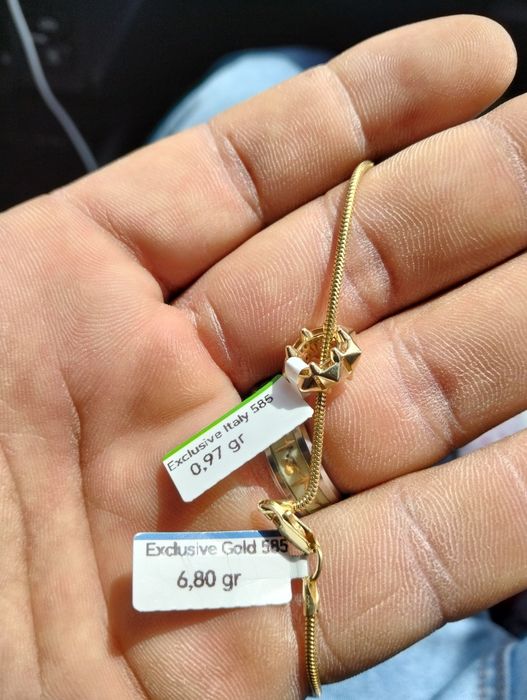 Exclusive Italy 585
0,97 gr
Exclusive Gold 585
6,80 gr